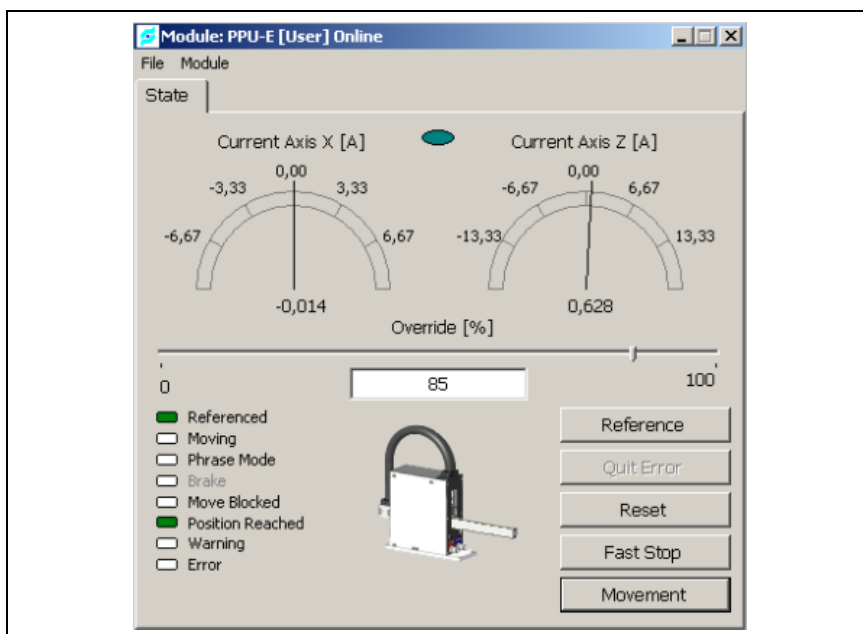 Module: PPU-E [User] Online
File Module
State
Current Axis X [A]
Current Axis Z [A]
0,00
-3,33 3,33
-6,67 6,67
-0,014
0,00
-6,67 6,67
-13,33 13,33
0,628
Override [%]
0 100
85
Referenced
Moving
Phrase Mode
Brake
Move Blocked
Position Reached
Warning
Error
Reference
Quit Error
Reset
Fast Stop
Movement